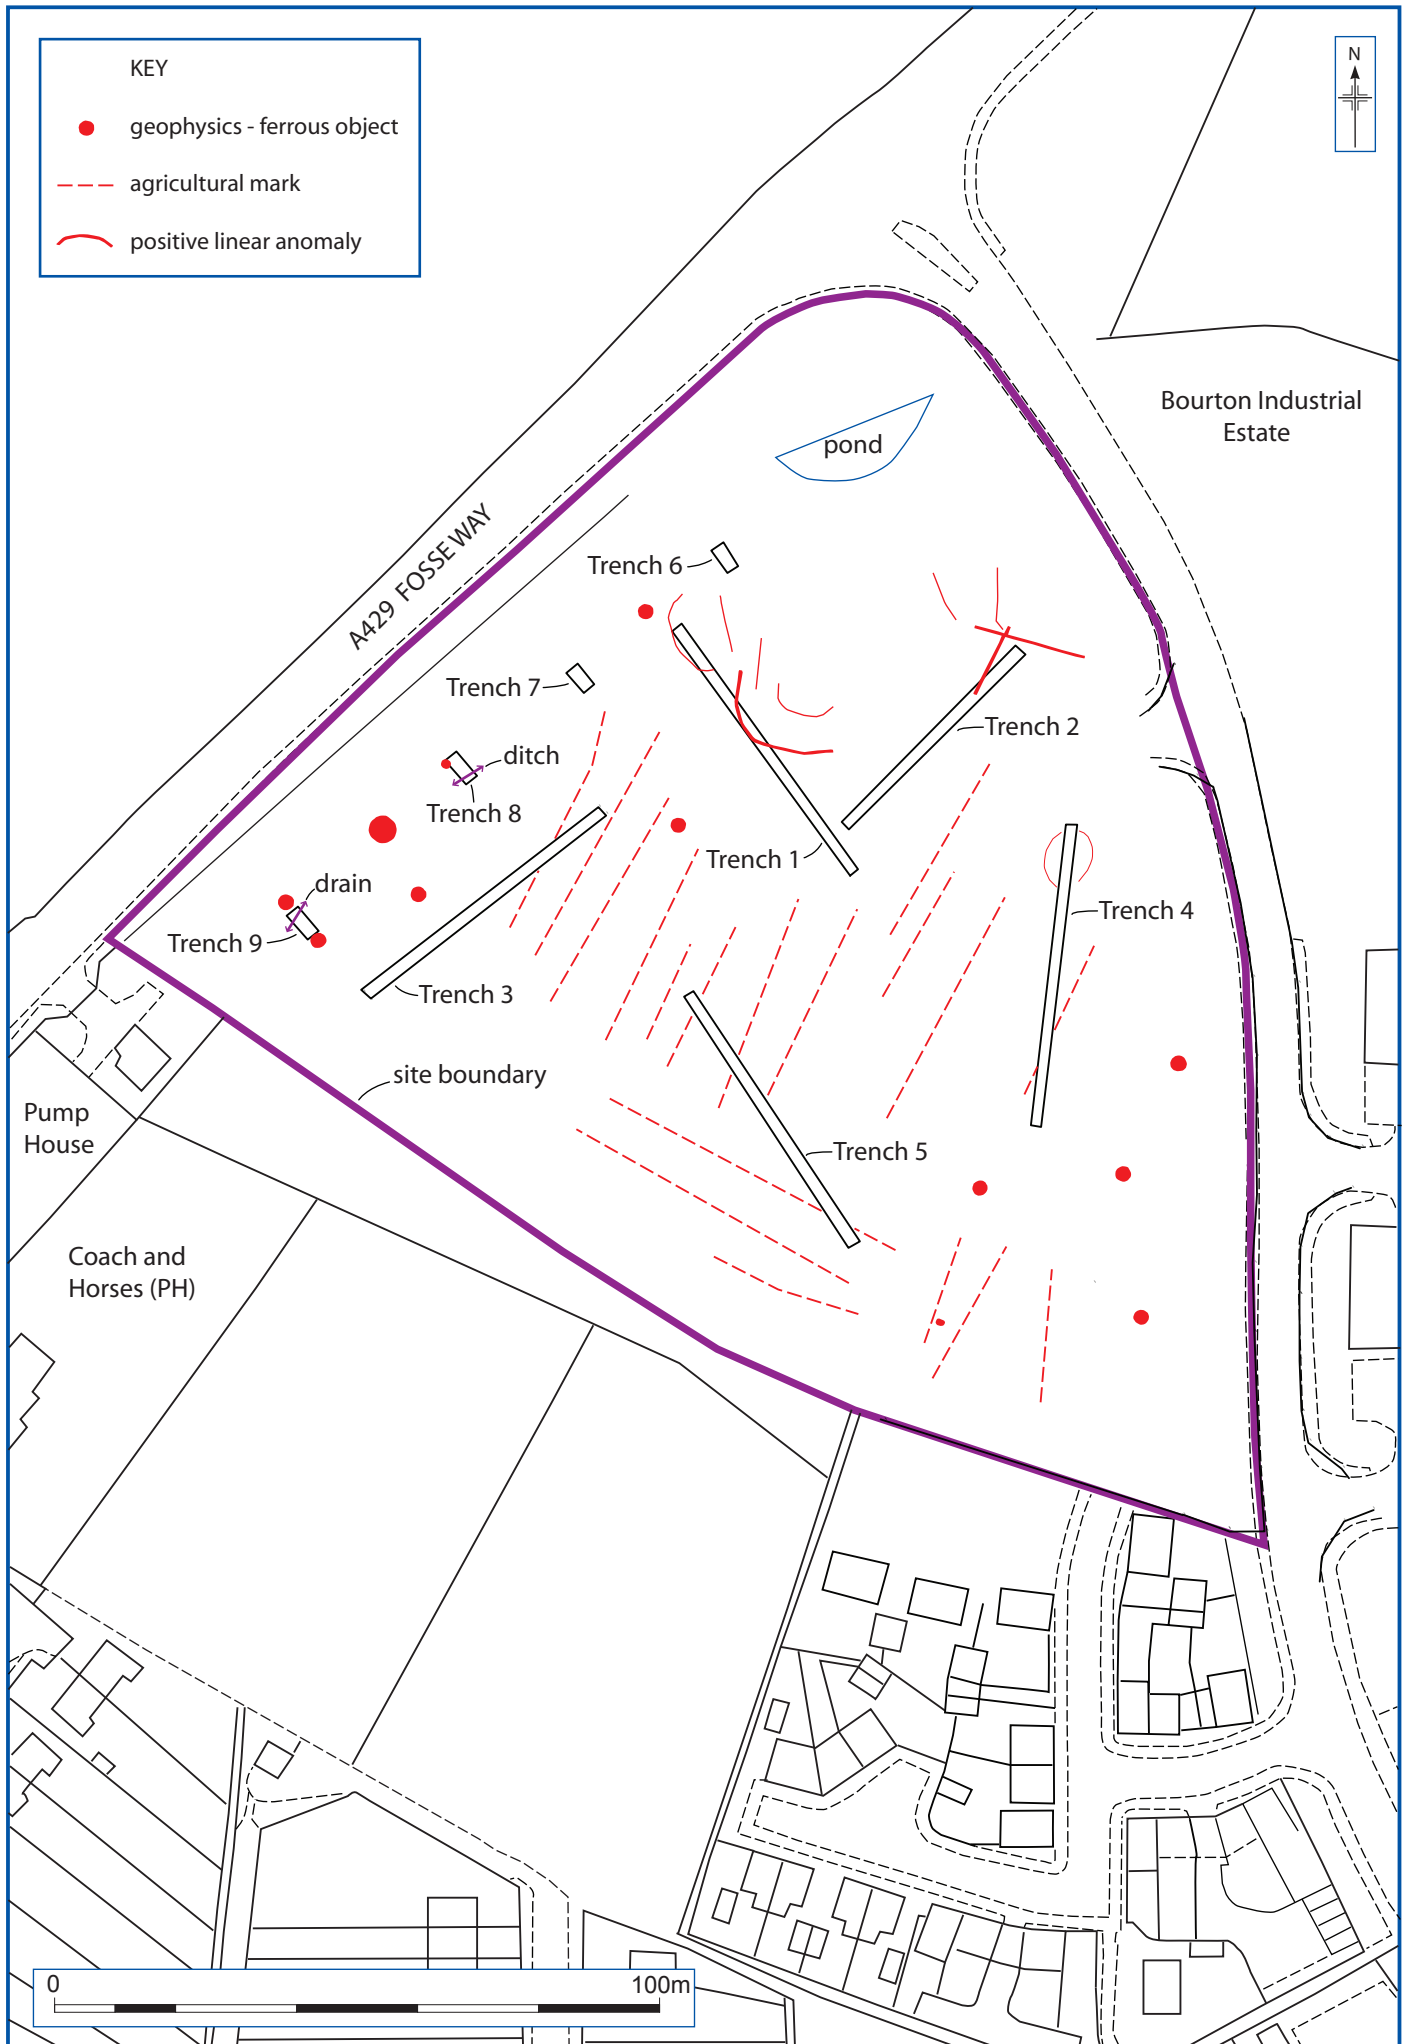 KEY
geophysics - ferrous object
agricultural mark
positive linear anomaly
N
Bourton Industrial
Estate
pond
A429 FOSSE WAY
Trench 6
Trench 7
Trench 2
ditch
Trench 8
Trench 1
drain
Trench 4
Trench 9
Trench 3
site boundary
Pump
House
Trench 5
Coach and
Horses (PH)
0
100m